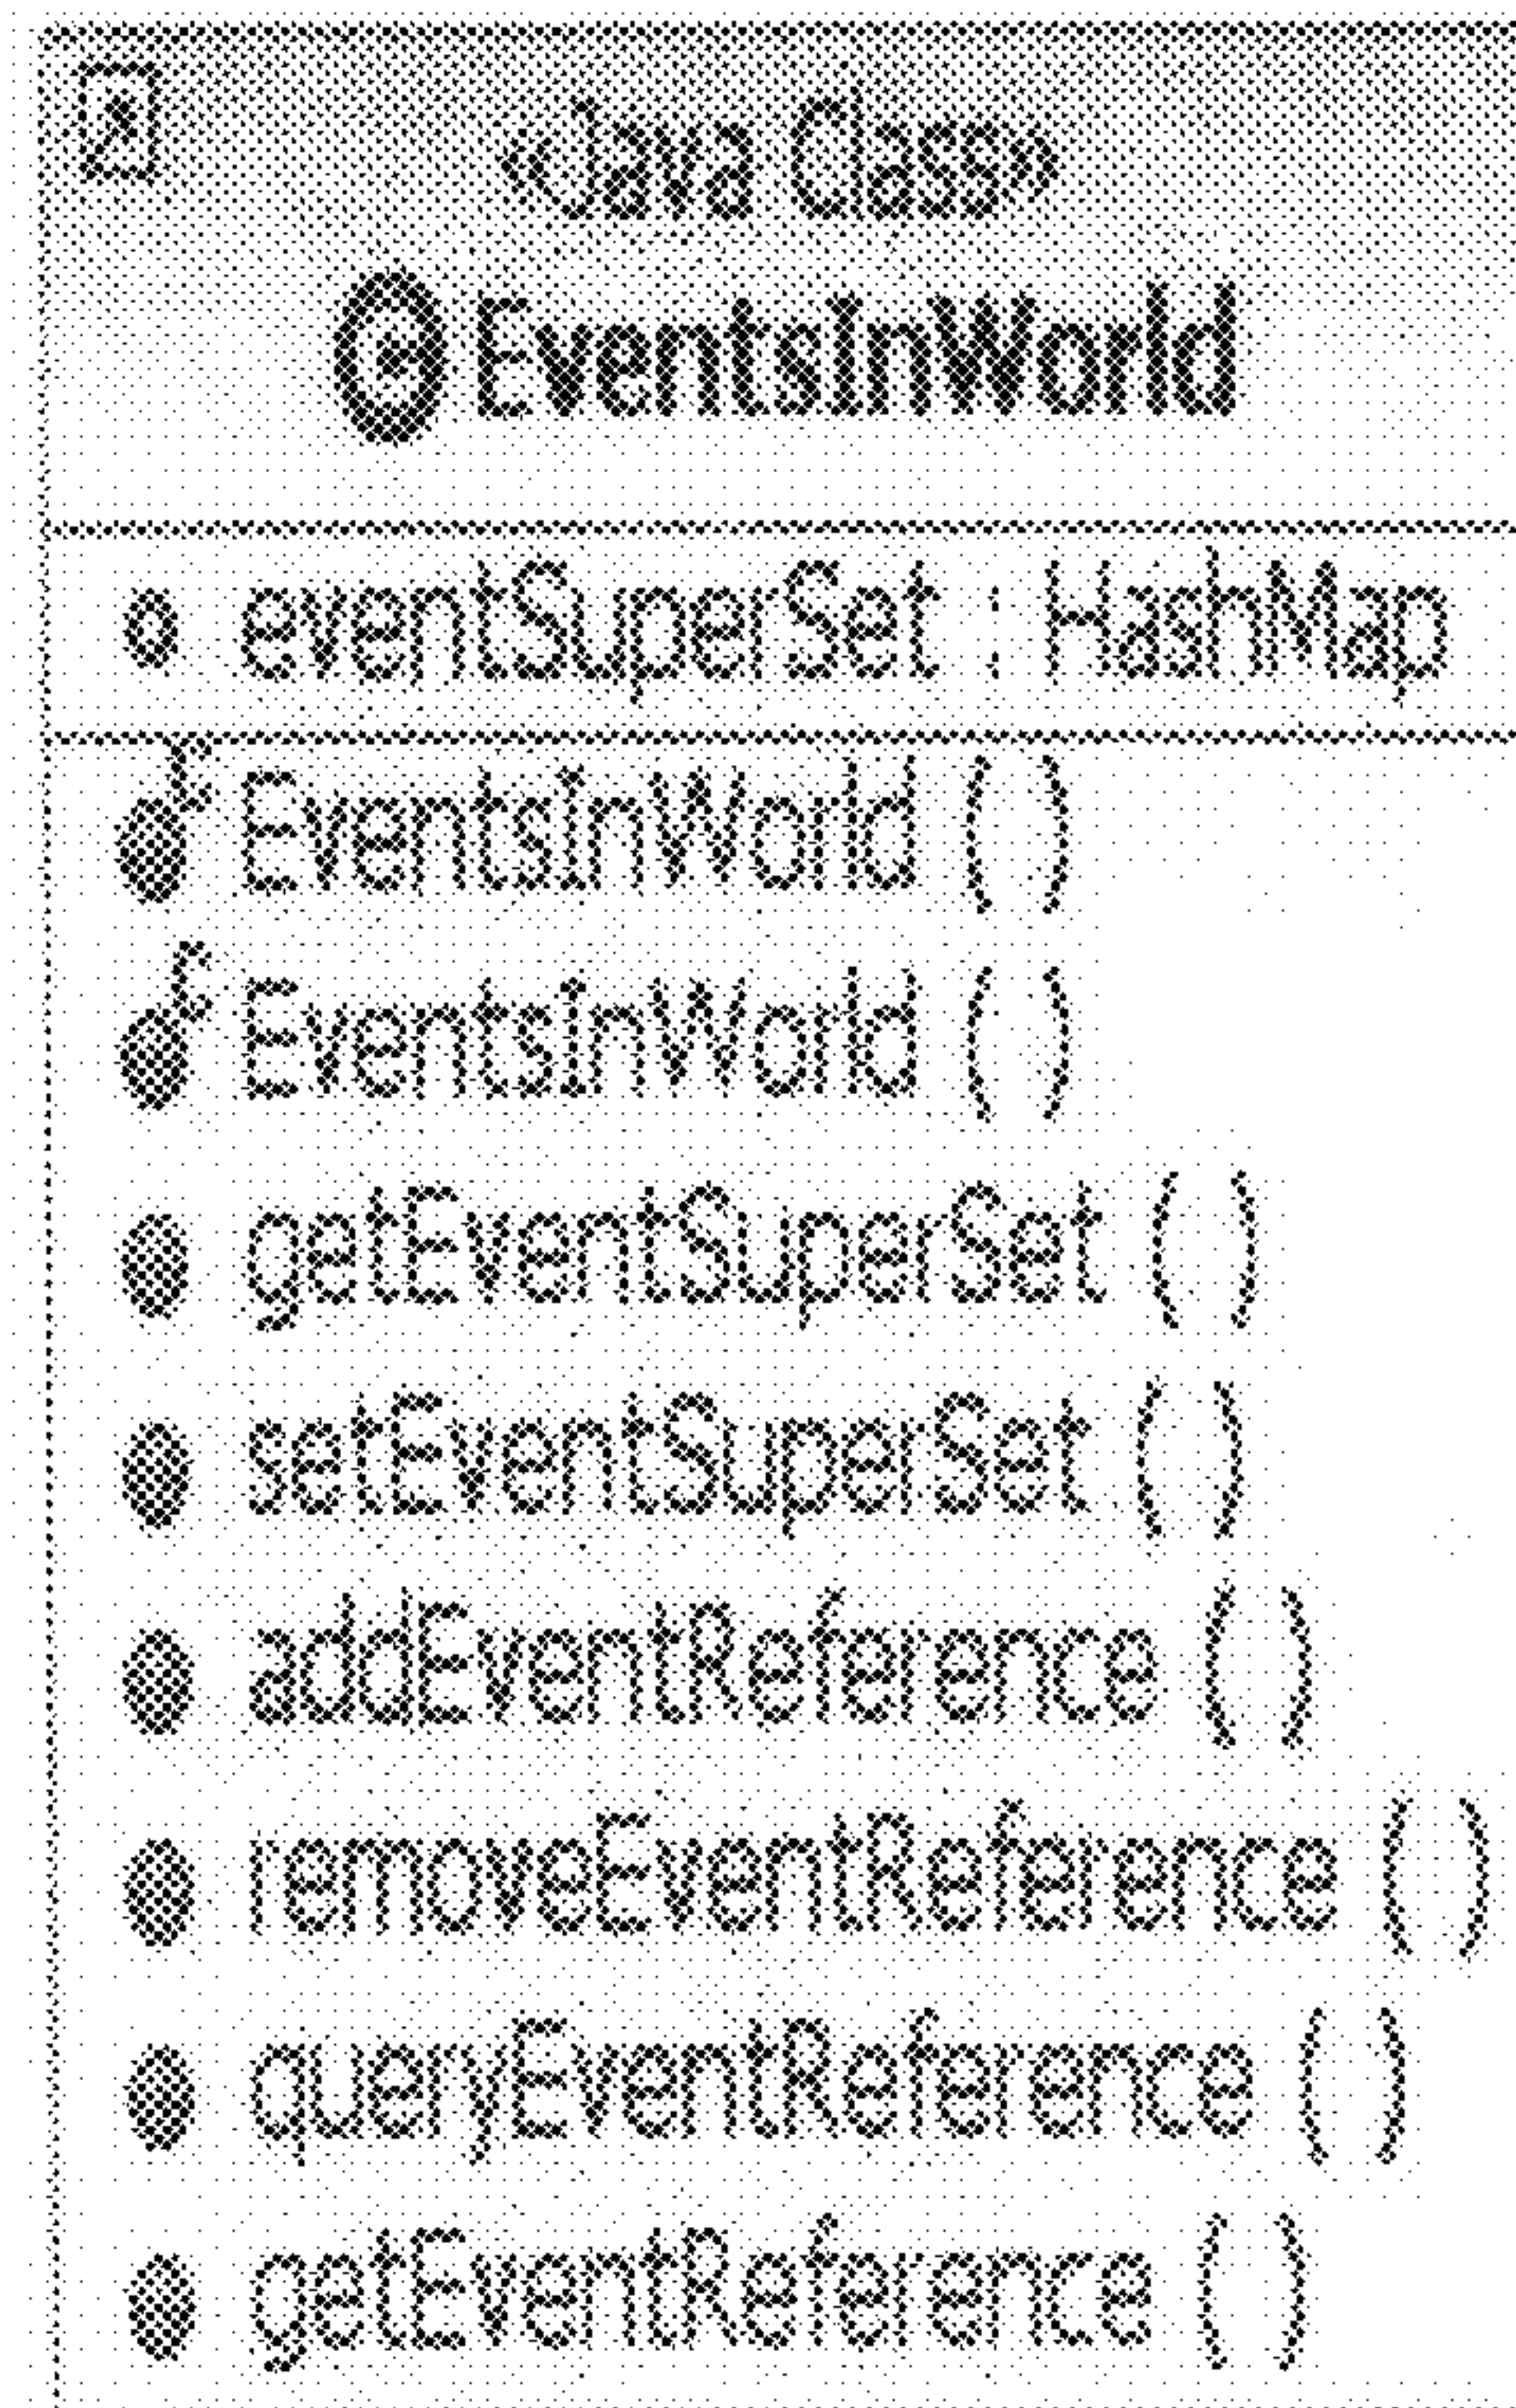 «Java Class»
EventsInWorld
eventSuperSet : HashMap
EventsInWorld ( )
EventsInWorld ( )
getEventSuperSet ( )
setEventSuperSet ( )
addEventReference ( )
removeEventReference ( )
queryEventReference ( )
getEventReference ( )